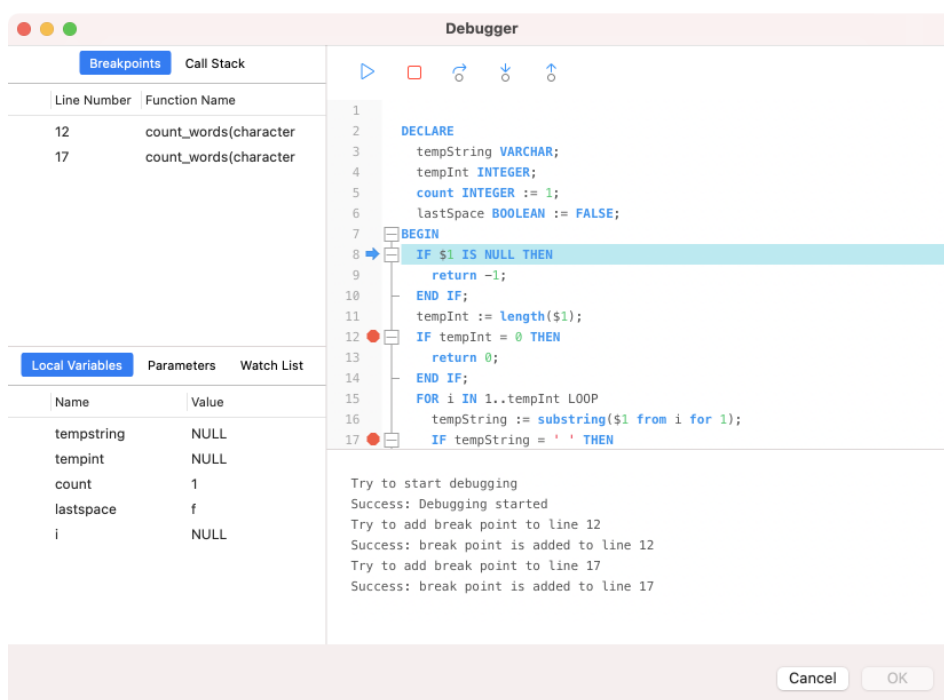 Debugger
Breakpoints Call Stack
Line Number Function Name
12 count_words(character
17 count_words(character
Local Variables Parameters Watch List
Name Value
tempstring NULL
tempint NULL
count 1
lastspace f
i NULL
1
2 DECLARE
3 tempString VARCHAR;
4 tempInt INTEGER;
5 count INTEGER := 1;
6 lastSpace BOOLEAN := FALSE;
7 BEGIN
8 IF $1 IS NULL THEN
9 return -1;
10 END IF;
11 tempInt := length($1);
12 IF tempInt = 0 THEN
13 return 0;
14 END IF;
15 FOR i IN 1..tempInt LOOP
16 tempString := substring($1 from i for 1);
17 IF tempString = ' ' THEN
Try to start debugging
Success: Debugging started
Try to add break point to line 12
Success: break point is added to line 12
Try to add break point to line 17
Success: break point is added to line 17
Cancel OK